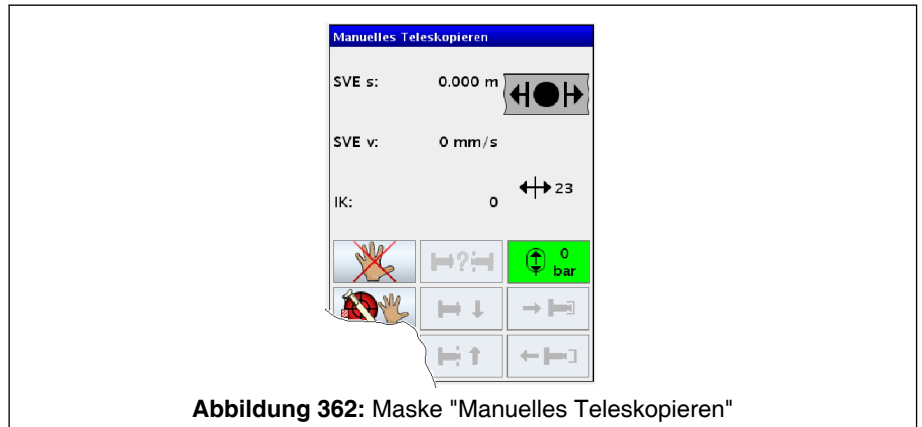 Manuelles Teleskopieren
SVE s: 0.000 m
SVE v: 0 mm/s
23
IK: 0
? 0
bar
Abbildung 362: Maske "Manuelles Teleskopieren"